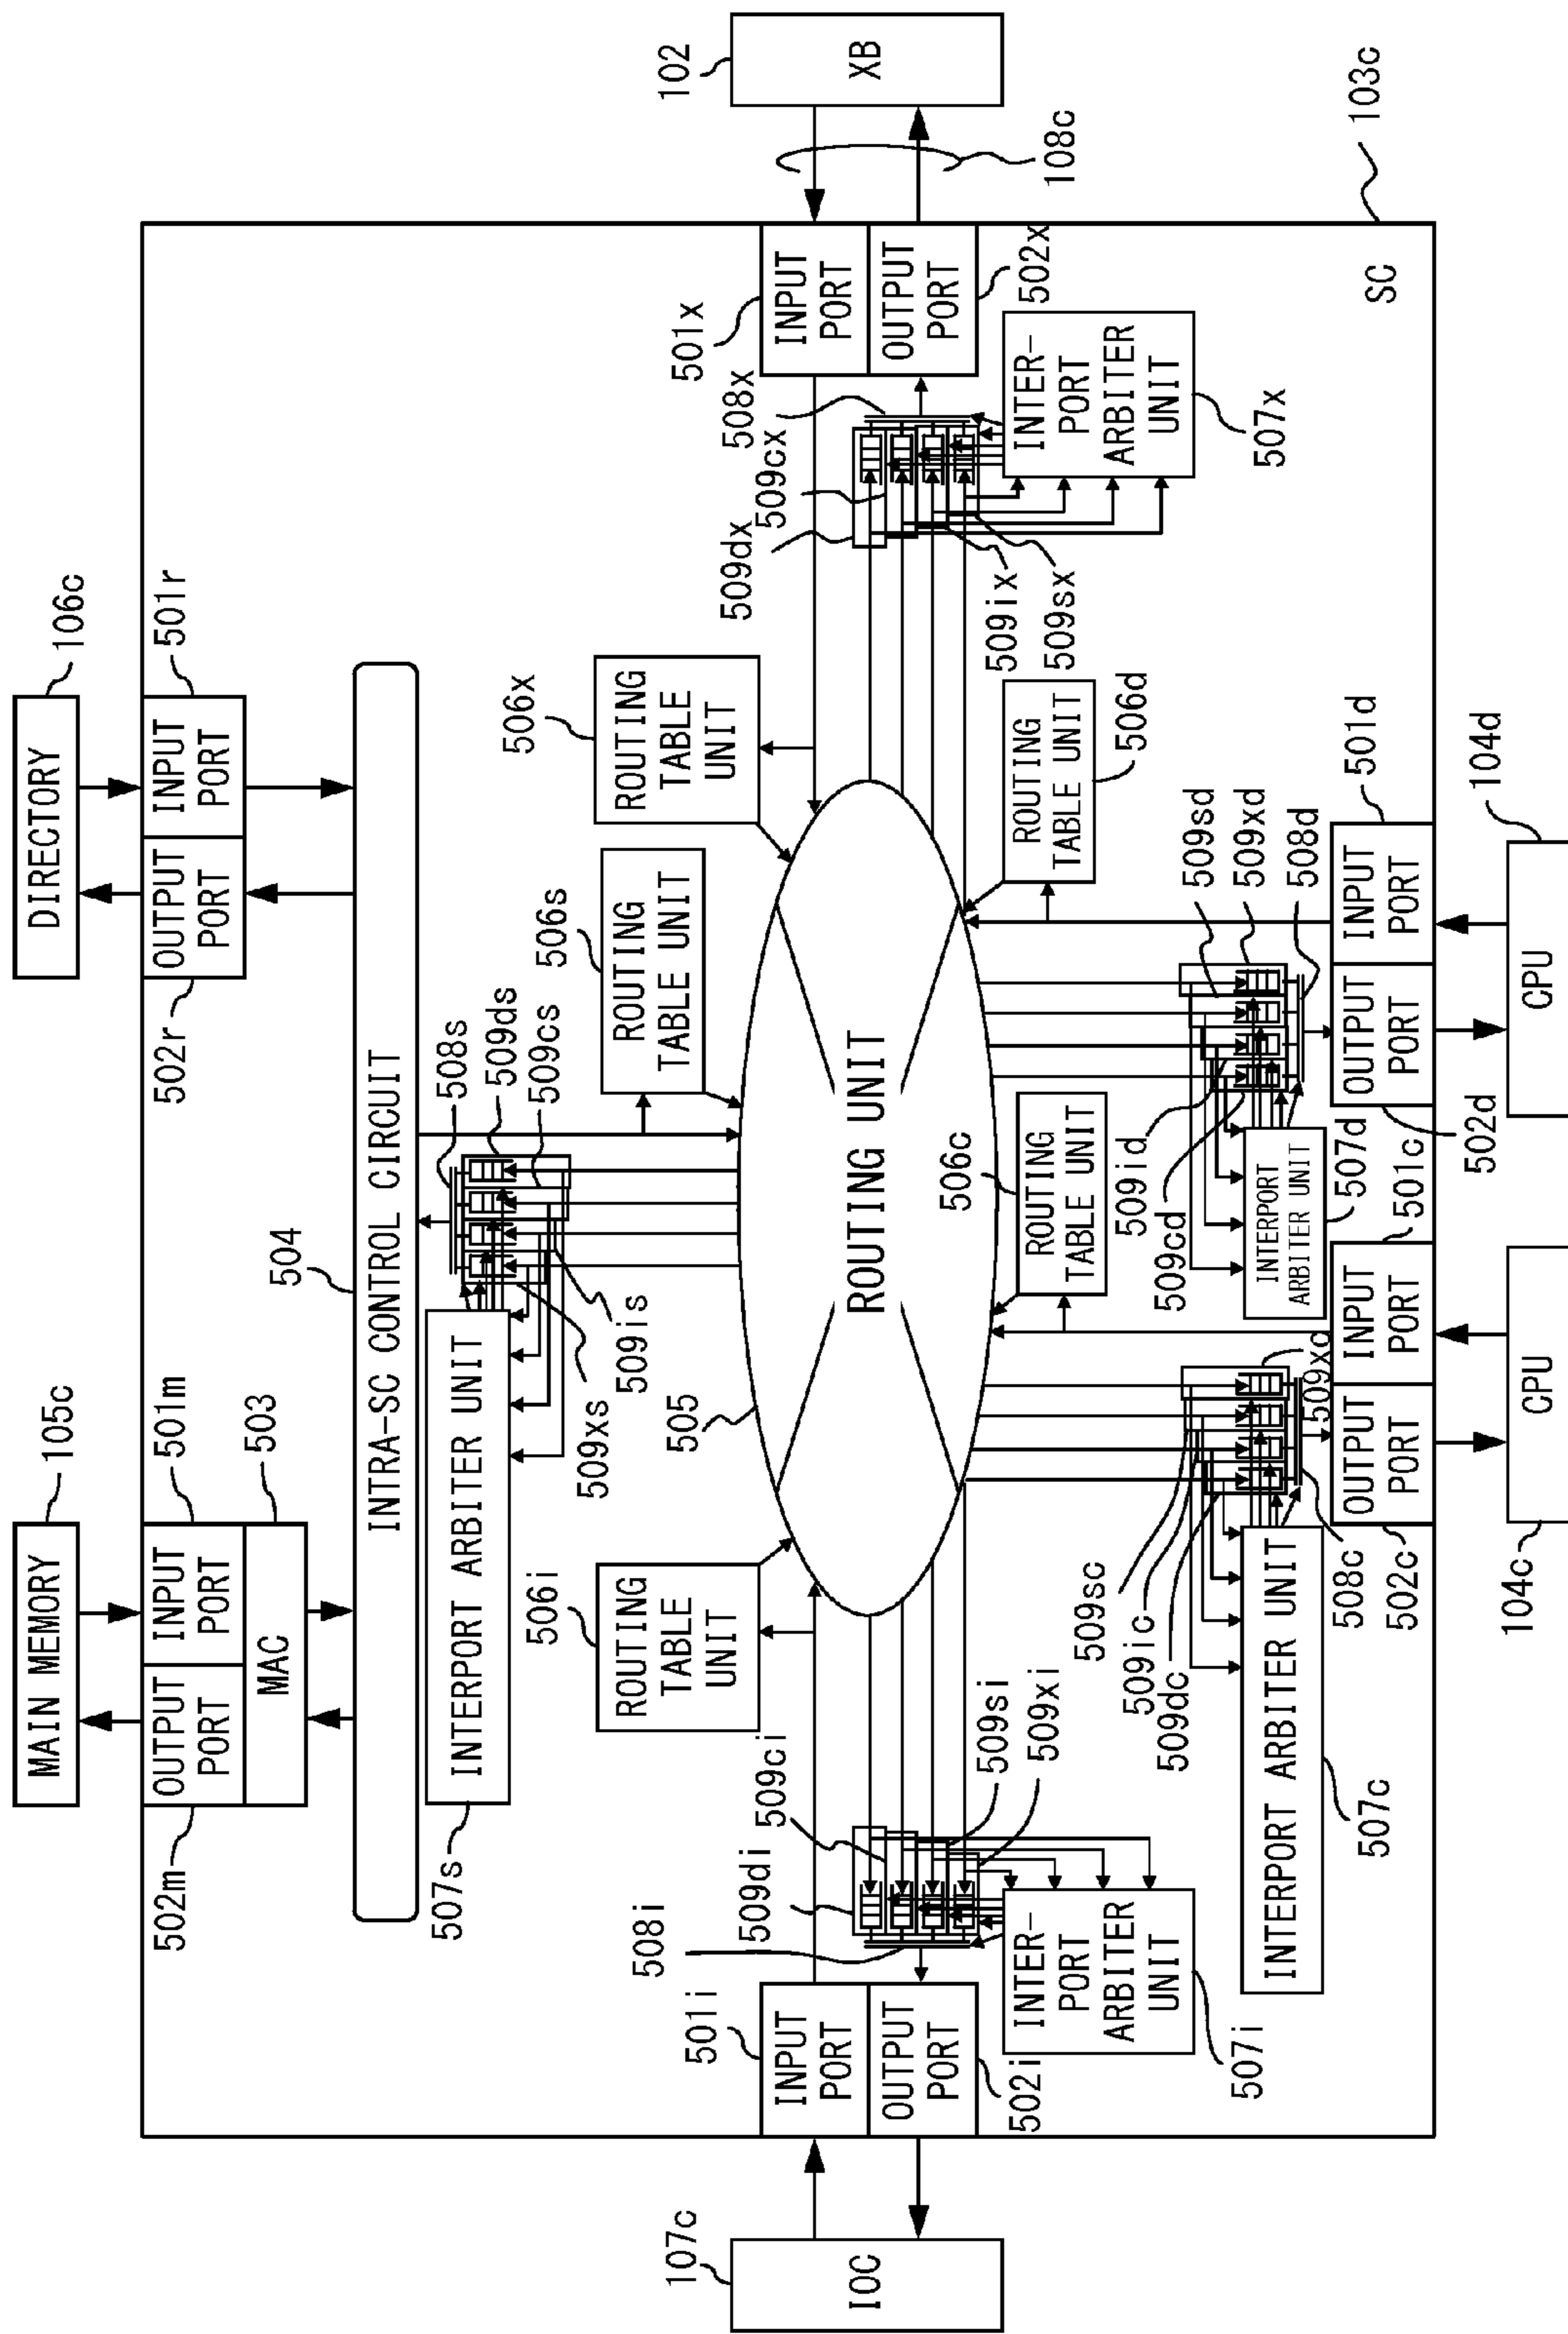 MAIN MEMORY
105c
DIRECTORY
106c
OUTPUT
PORT
INPUT
PORT
501m
502m
MAC
503
OUTPUT
PORT
INPUT
PORT
501r
502r
504
INTRA-SC CONTROL CIRCUIT
507s
INTERPORT ARBITER UNIT
508s
509ds
509cs
509is
509xs
506s
ROUTING
TABLE UNIT
506i
ROUTING
TABLE
UNIT
506x
ROUTING
TABLE
UNIT
505
ROUTING UNIT
107c
IOC
501i
INPUT
PORT
OUTPUT
PORT
502i
508i
509di
509ci
509si
509xi
INTER-
PORT
ARBITER
UNIT
507i
102
XB
108c
501x
INPUT
PORT
OUTPUT
PORT
502x
508x
509cx
509dx
509ix
509sx
INTER-
PORT
ARBITER
UNIT
507x
506c
ROUTING
TABLE UNIT
ROUTING
TABLE UNIT
506d
509sc
509ic
509dc
509xc
508c
INTERPORT ARBITER UNIT
507c
509id
509cd
509sd
509xd
508d
INTERPORT
ARBITER UNIT
507d
OUTPUT
PORT
INPUT
PORT
502c
501c
OUTPUT
PORT
INPUT
PORT
502d
501d
CPU
104c
CPU
104d
SC
103c